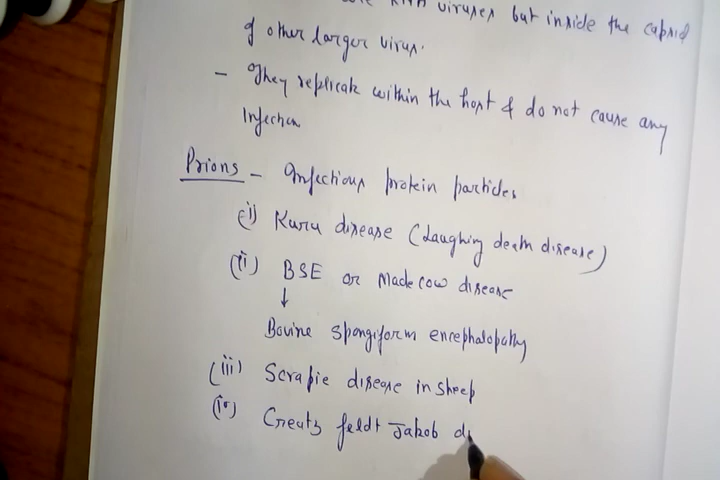 viruses but inside the capsid
of other larger virus.
- They replicate within the host & do not cause any
Infection
Prions - Infectious protein particles
(i) Kuru disease (Laughing death disease)
(ii) BSE or Made cow disease
↓
Bovine spongiform encephalopathy
(iii) Scrapie disease in sheep
(iv) Creutz feldt Jakob d